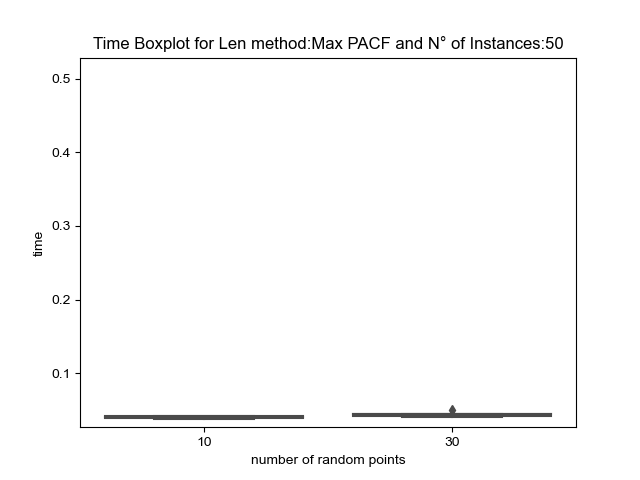 Time Boxplot for Len method:Max PACF and N° of Instances:50
0.5
0.4
0.3
0.2
0.1
time
10
30
number of random points